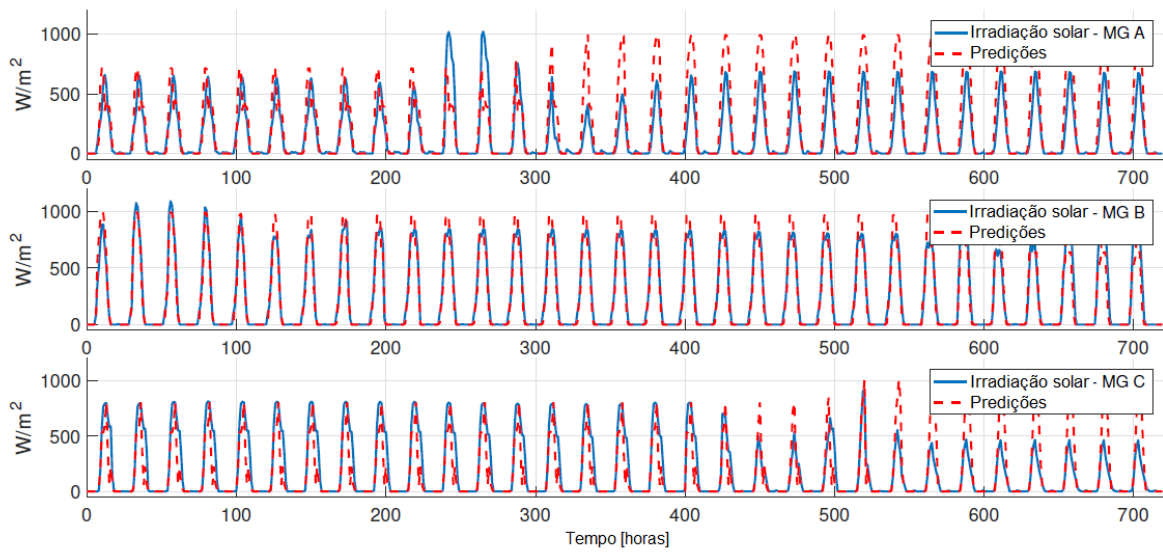 1000
500
0
W/m²
0 100 200 300 400 500 600 700
Irradiação solar - MG A
Predições
1000
500
0
W/m²
0 100 200 300 400 500 600 700
Irradiação solar - MG B
Predições
1000
500
0
W/m²
0 100 200 300 400 500 600 700
Irradiação solar - MG C
Predições
Tempo [horas]